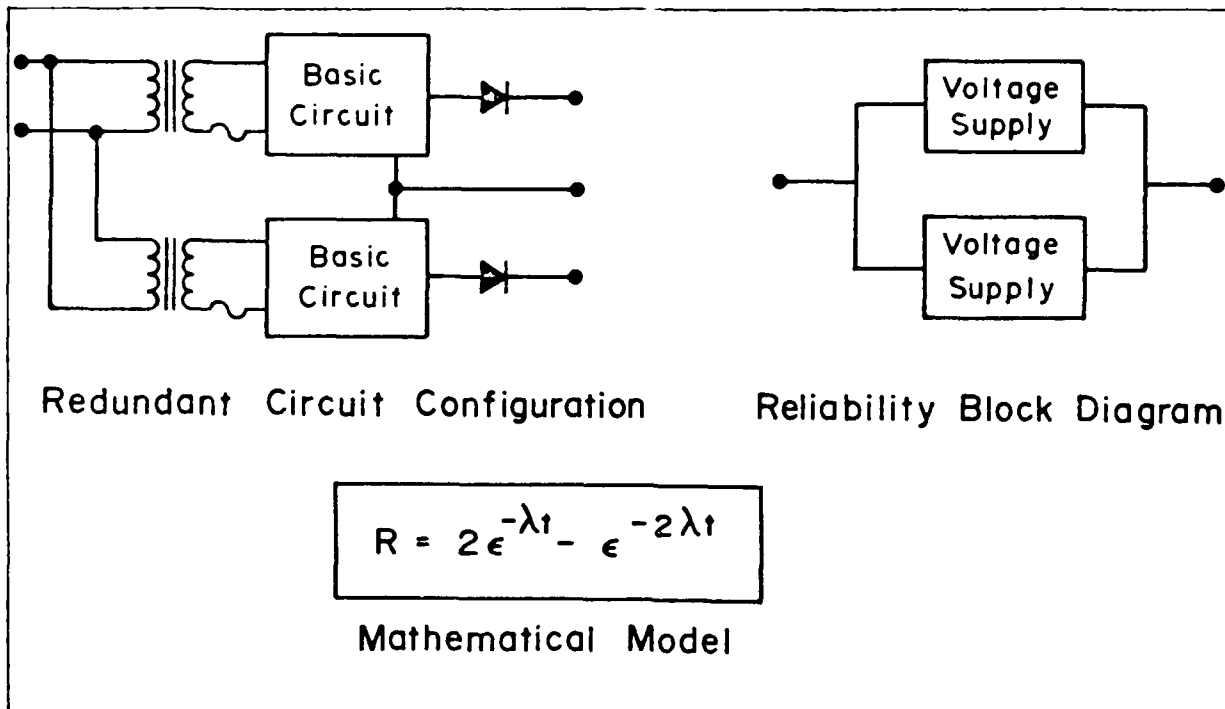 Basic
Circuit
Basic
Circuit
Redundant Circuit Configuration
Voltage
Supply
Voltage
Supply
Reliability Block Diagram
R = 2ϵ^{-λt} - ϵ^{-2λt}
Mathematical Model